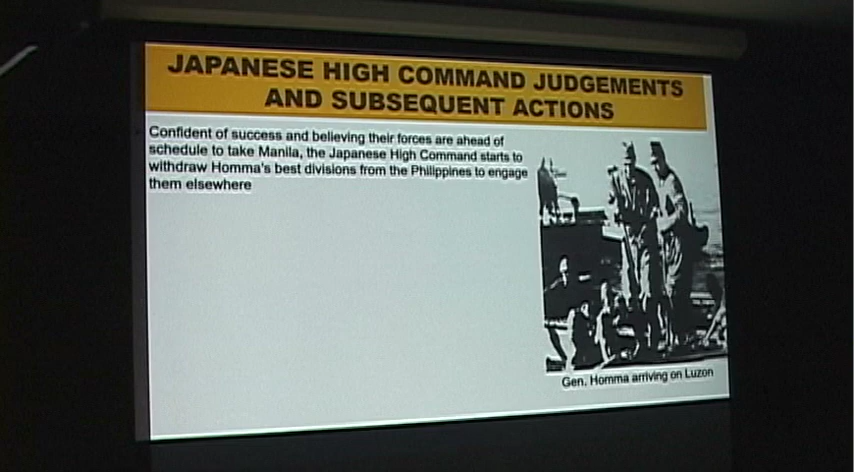 JAPANESE HIGH COMMAND JUDGEMENTS
AND SUBSEQUENT ACTIONS
Confident of success and believing their forces are ahead of
schedule to take Manila, the Japanese High Command starts to
withdraw Homma's best divisions from the Philippines to engage
them elsewhere
Gen. Homma arriving on Luzon